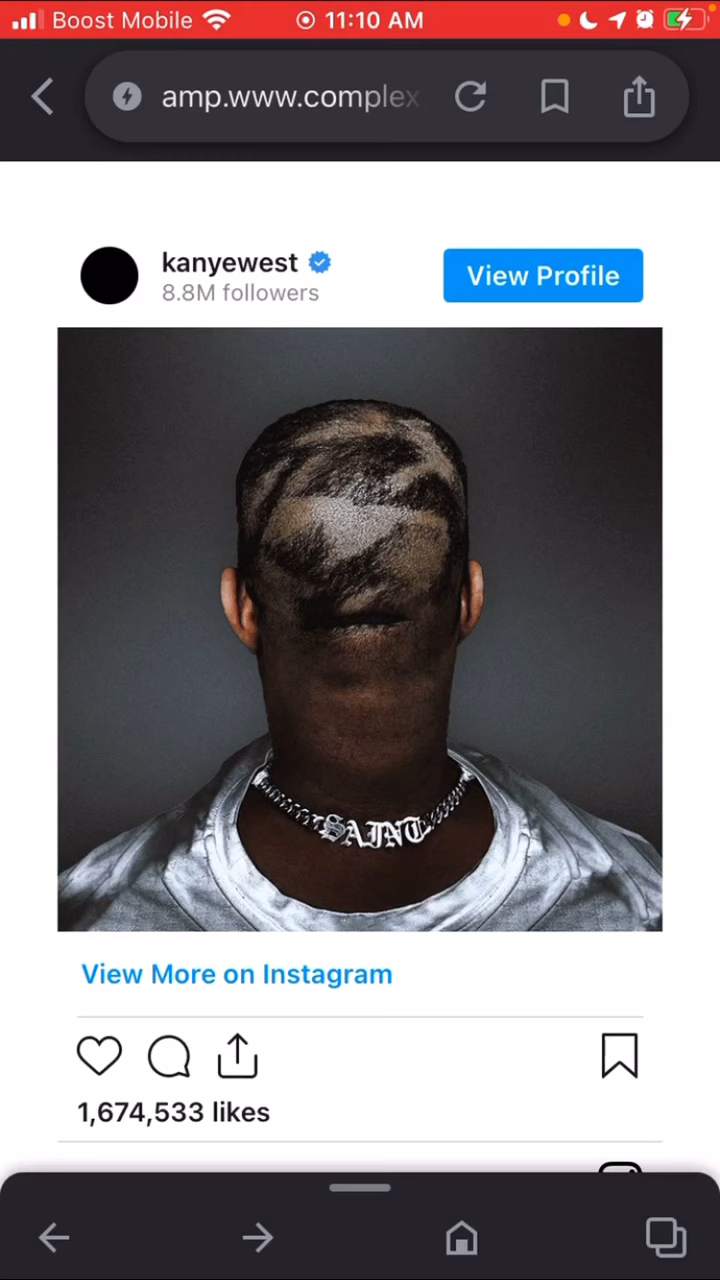 Boost Mobile 11:10 AM
amp.www.complex
kanyewest
8.8M followers
View Profile
SAINT
View More on Instagram
1,674,533 likes